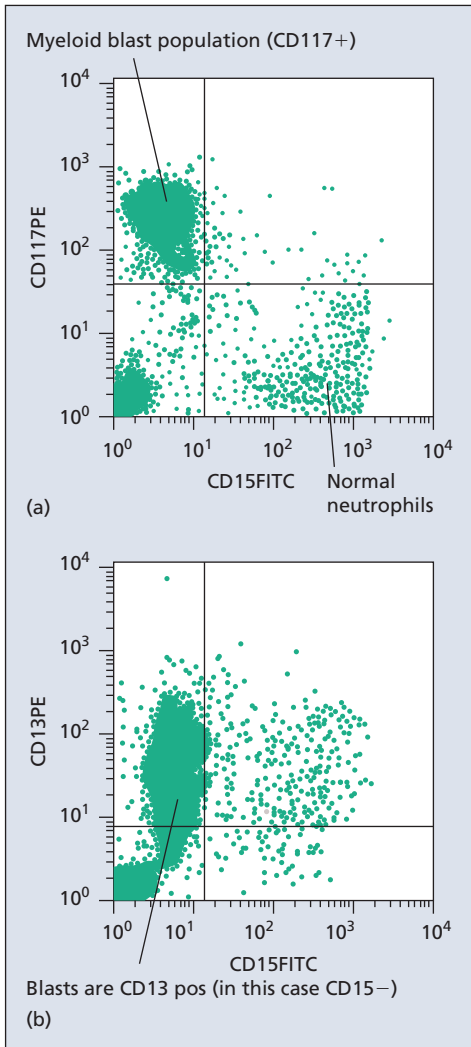 Myeloid blast population (CD117+)
10⁴
10³
10²
10¹
10⁰
CD117PE
10⁰ 10¹ 10² 10³ 10⁴
CD15FITC
Normal
neutrophils
(a)
10⁴
10³
10²
10¹
10⁰
CD13PE
10⁰ 10¹ 10² 10³ 10⁴
CD15FITC
Blasts are CD13 pos (in this case CD15−)
(b)